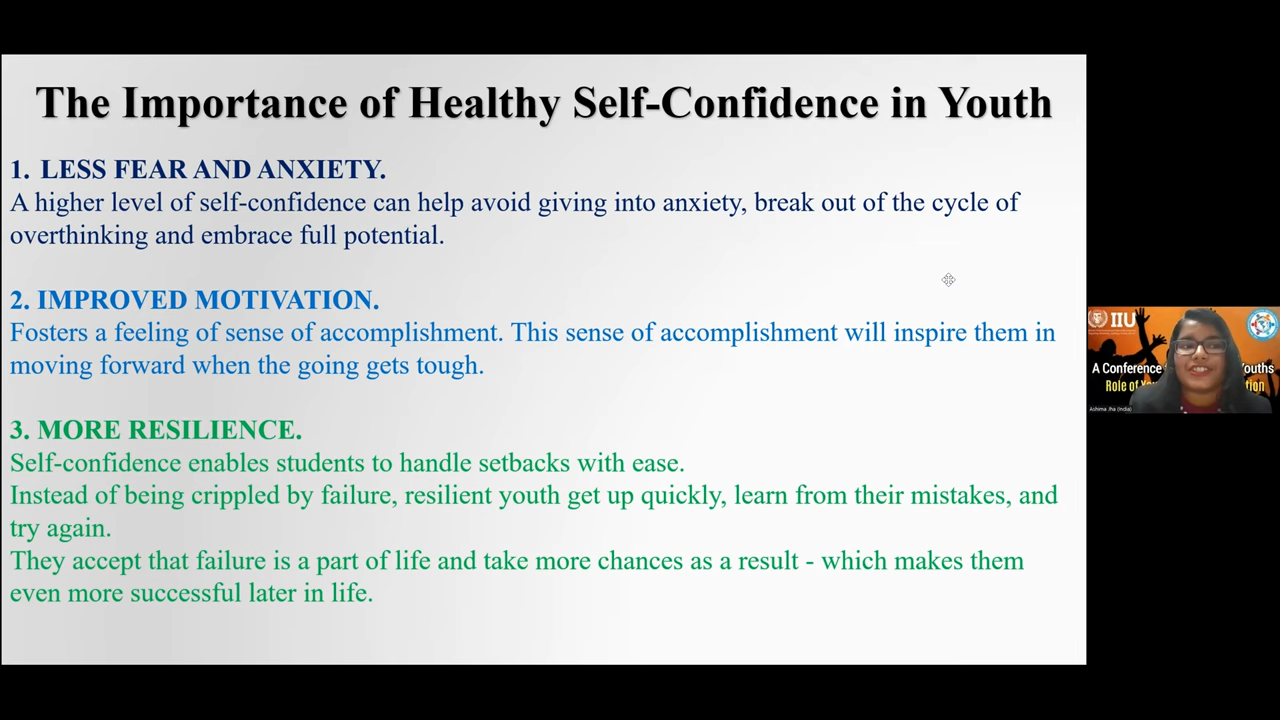 The Importance of Healthy Self-Confidence in Youth
1. LESS FEAR AND ANXIETY.
A higher level of self-confidence can help avoid giving into anxiety, break out of the cycle of
overthinking and embrace full potential.
2. IMPROVED MOTIVATION.
Fosters a feeling of sense of accomplishment. This sense of accomplishment will inspire them in
moving forward when the going gets tough.
3. MORE RESILIENCE.
Self-confidence enables students to handle setbacks with ease.
Instead of being crippled by failure, resilient youth get up quickly, learn from their mistakes, and
try again.
They accept that failure is a part of life and take more chances as a result - which makes them
even more successful later in life.
IIU
A Conference
Role of
Ashima Jha (India)